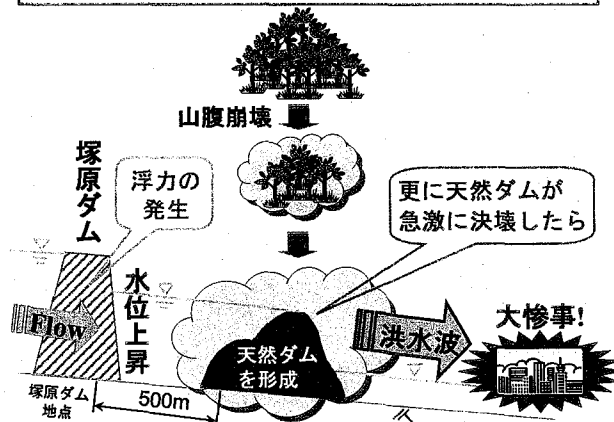 山腹崩壊
塚原ダム
浮力の
発生
更に天然ダムが
急激に決壊したら
水位上昇
Flow
天然ダム
を形成
洪水波
大惨事!
塚原ダム
地点
500m